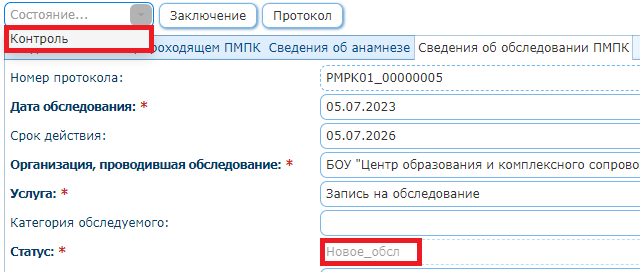 Состояние... Заключение Протокол
Контроль
роходящем ПМПК Сведения об анамнезе Сведения об обследовании ПМПК
Номер протокола: PMPK01_00000005
Дата обследования: * 05.07.2023
Срок действия: 05.07.2026
Организация, проводившая обследование: * БОУ "Центр образования и комплексного сопрово
Услуга: * Запись на обследование
Категория обследуемого:
Статус: * Новое_обсл